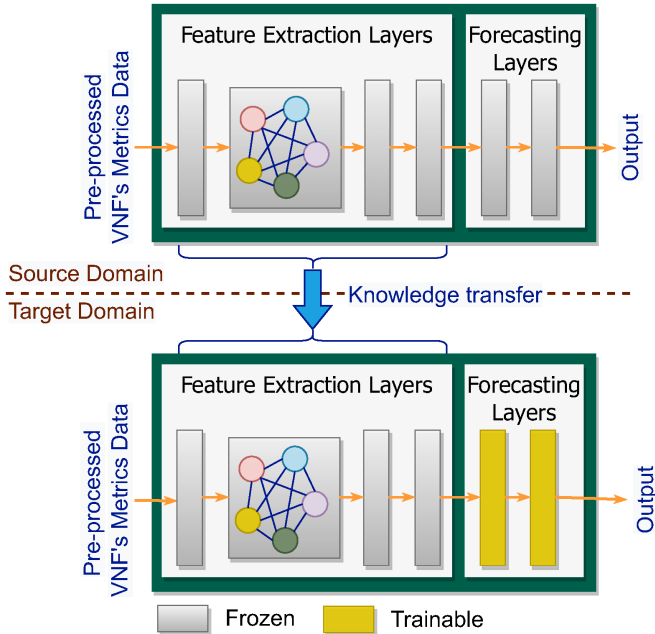 Feature Extraction Layers
Forecasting
Layers
Pre-processed
VNF's Metrics Data
Output
Source Domain
Knowledge transfer
Target Domain
Feature Extraction Layers
Forecasting
Layers
Pre-processed
VNF's Metrics Data
Output
Frozen
Trainable